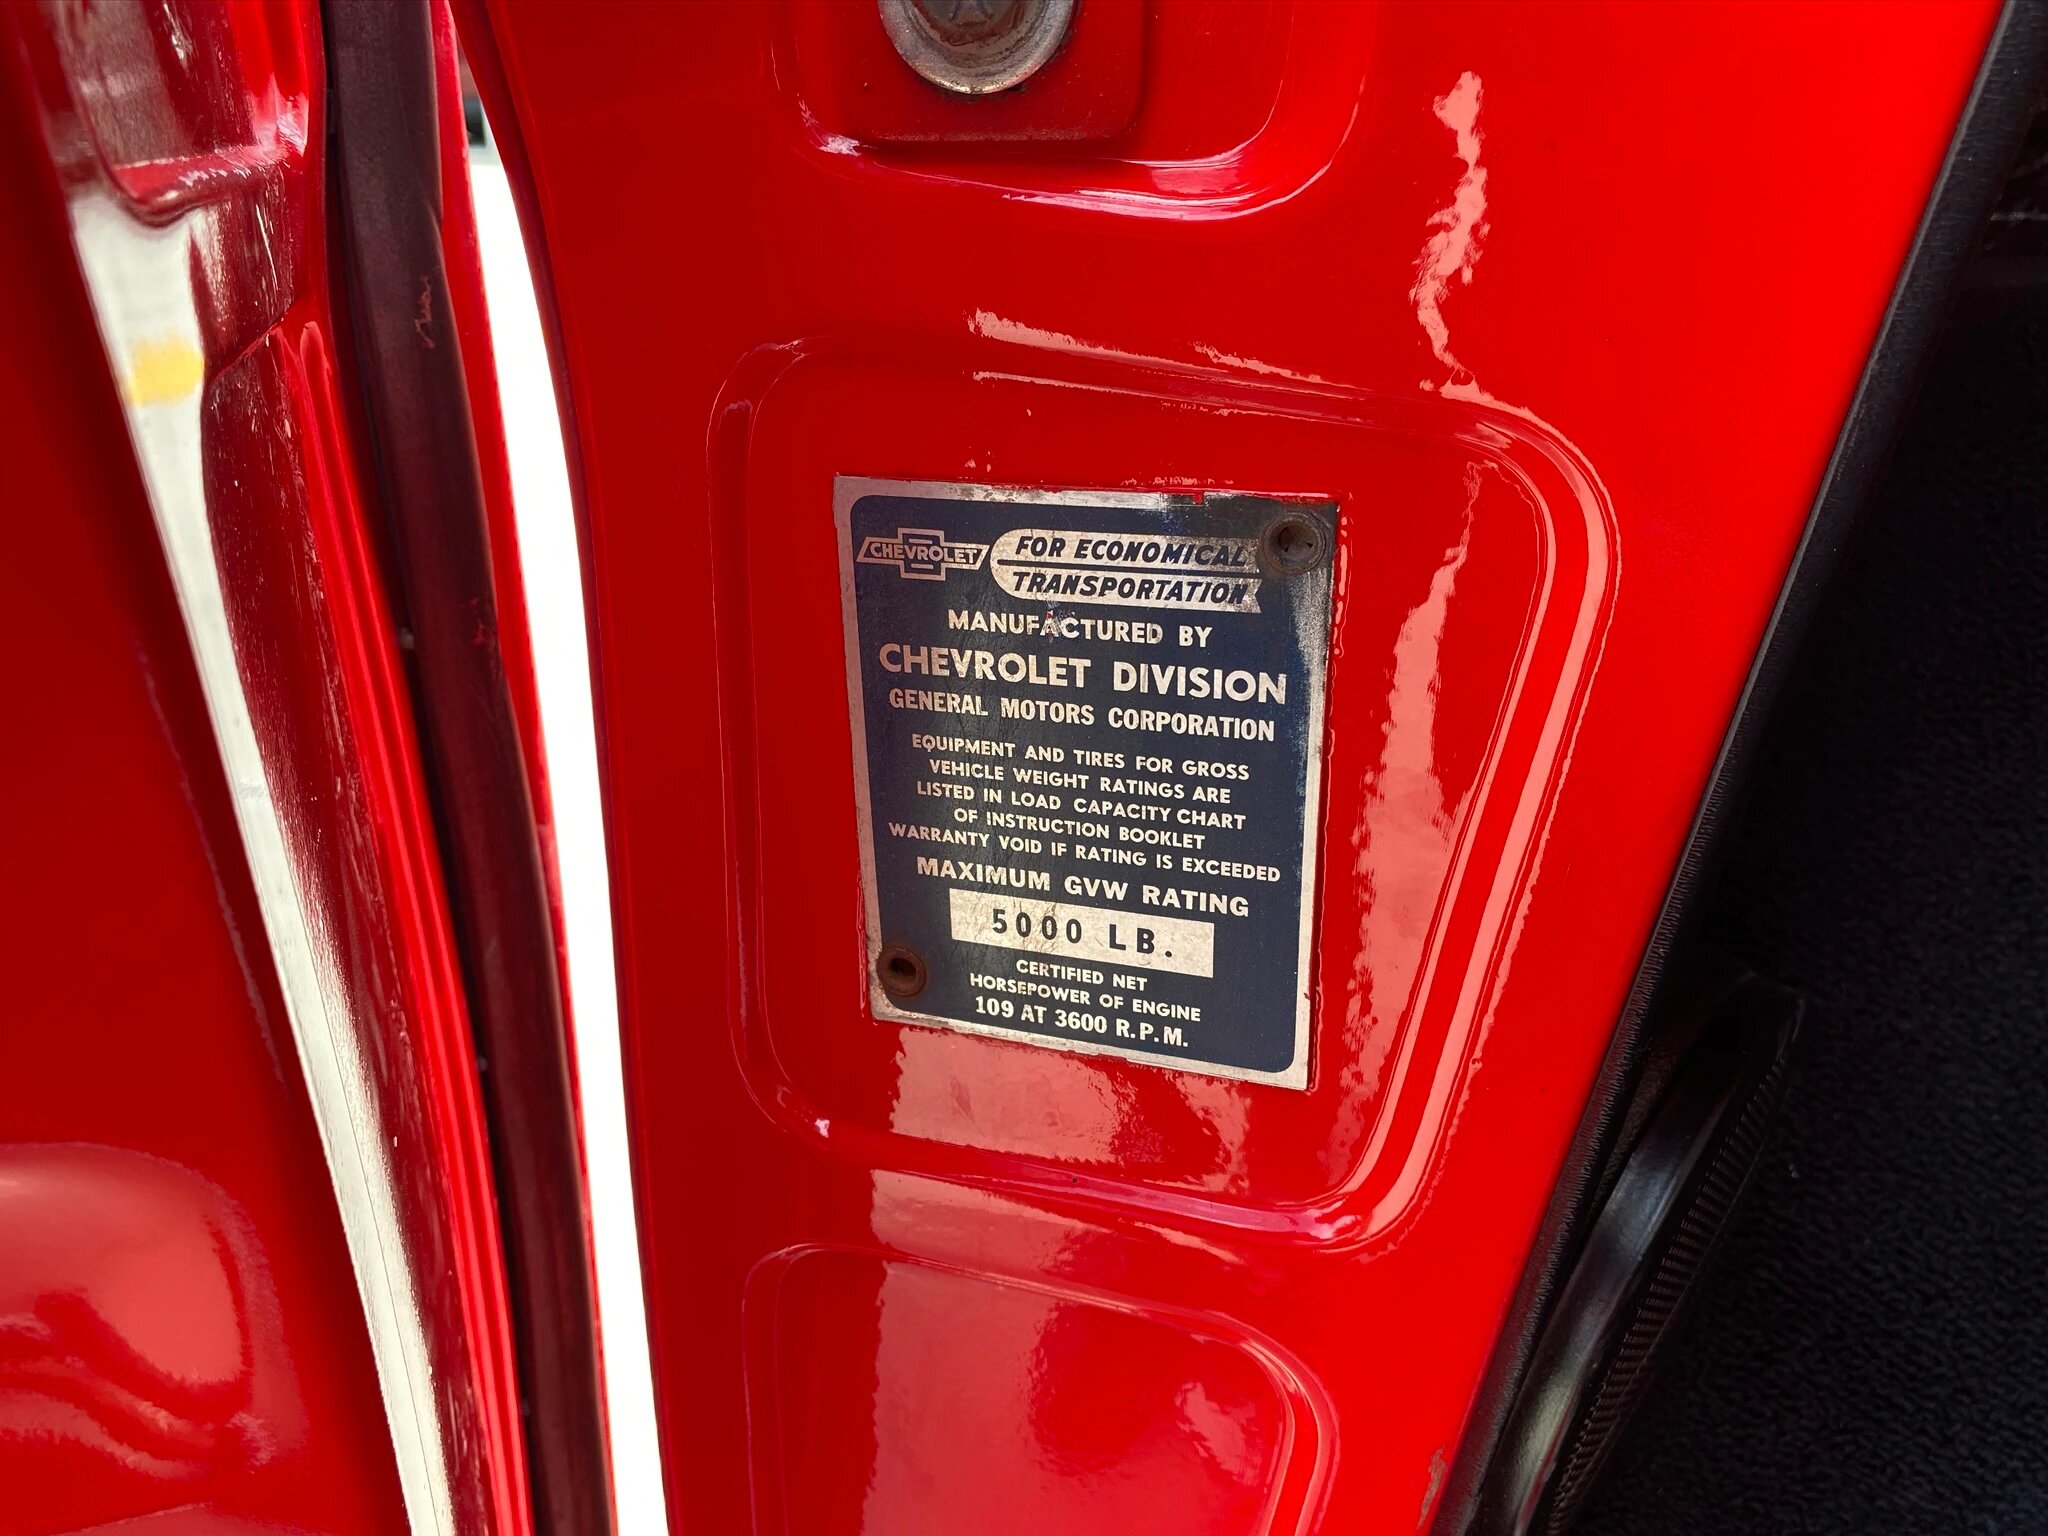 CHEVROLET
FOR ECONOMICAL
TRANSPORTATION
MANUFACTURED BY
CHEVROLET DIVISION
GENERAL MOTORS CORPORATION
EQUIPMENT AND TIRES FOR GROSS
VEHICLE WEIGHT RATINGS ARE
LISTED IN LOAD CAPACITY CHART
OF INSTRUCTION BOOKLET
WARRANTY VOID IF RATING IS EXCEEDED
MAXIMUM GVW RATING
5000 LB.
CERTIFIED NET
HORSEPOWER OF ENGINE
109 AT 3600 R.P.M.